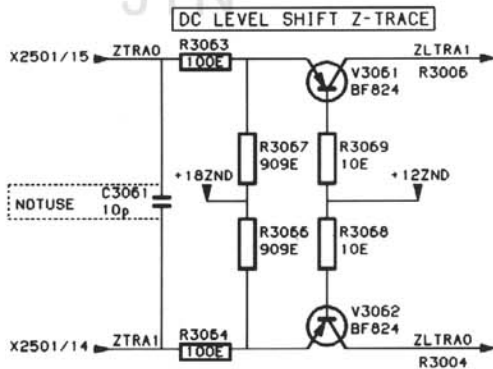 DC LEVEL SHIFT Z-TRACE
X2501/15
ZTRA0
R3063
100E
ZLTRA1
R3006
V3061
BF824
R3067
909E
R3069
10E
+18ZND
+12ZND
NOTUSE
C3061
10p
R3066
909E
R3068
10E
V3062
BF824
X2501/14
ZTRA1
R3064
100E
ZLTRA0
R3004